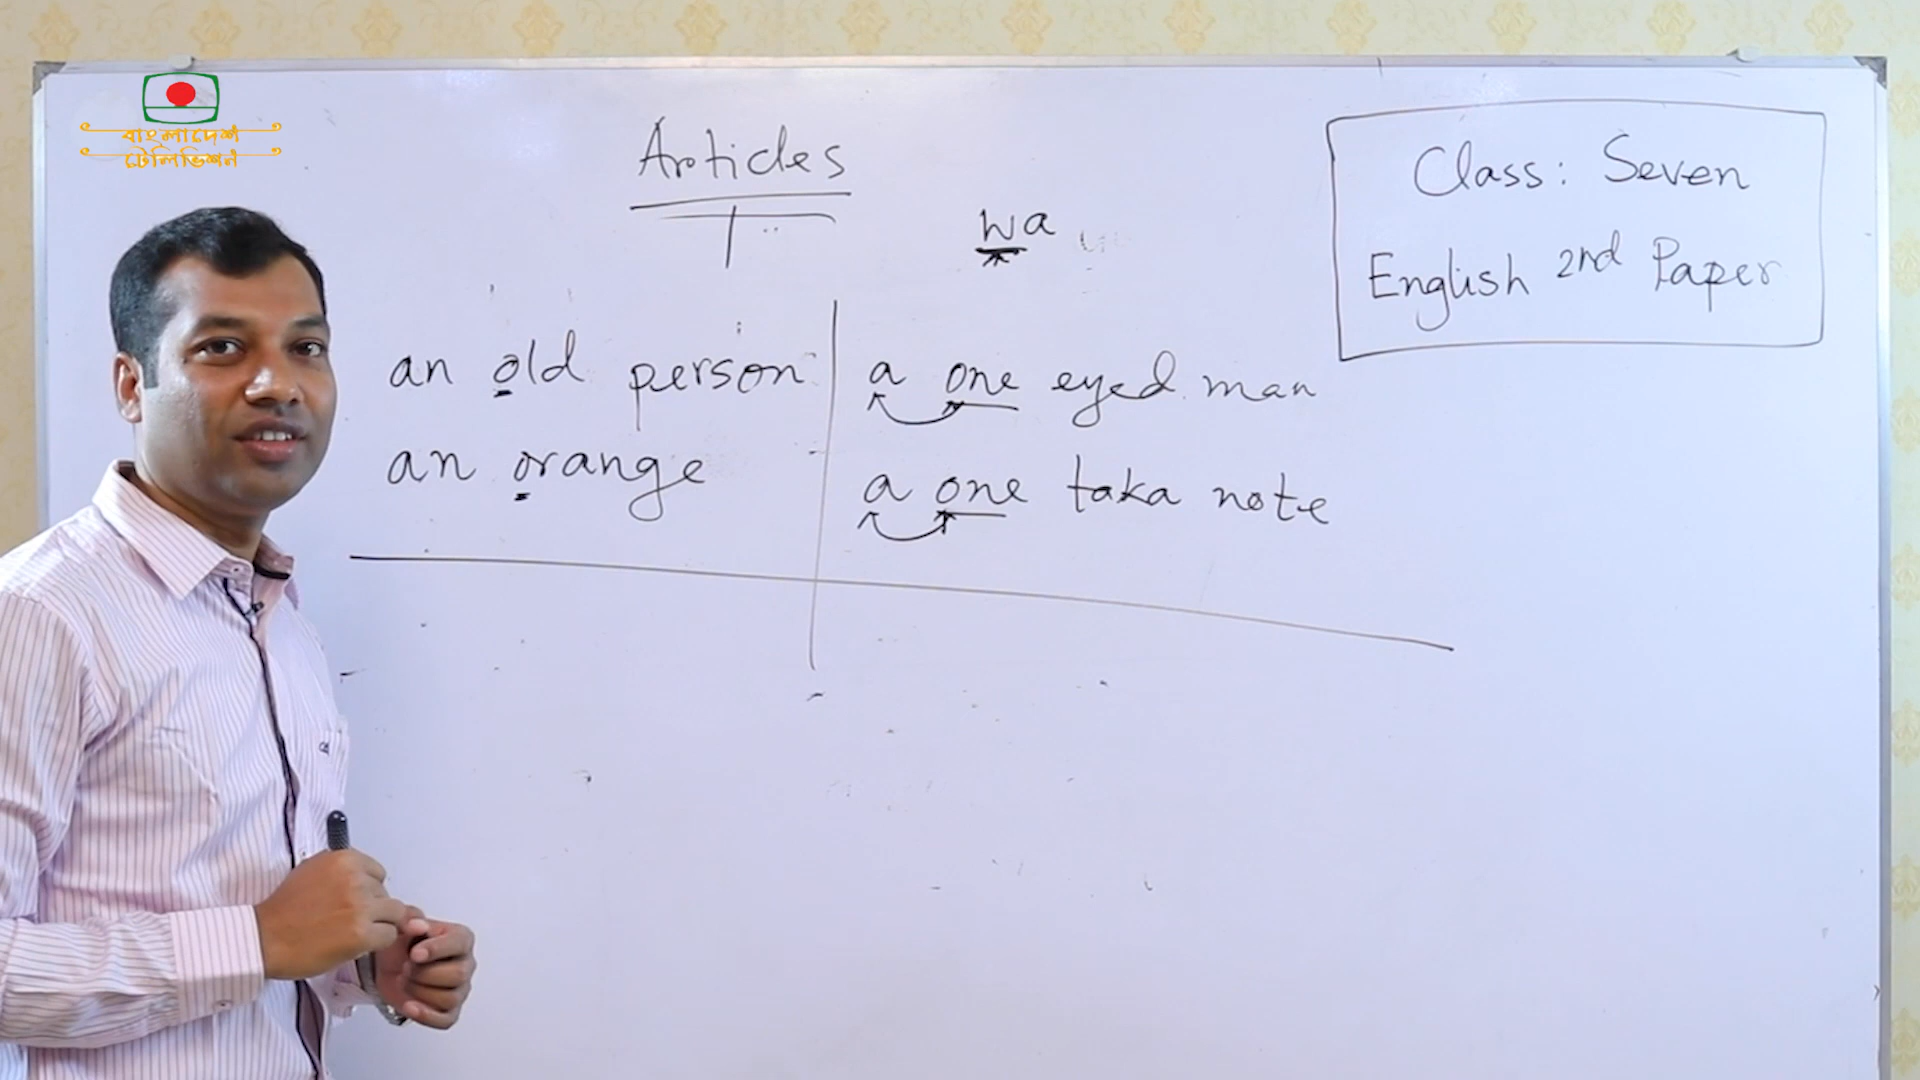 বাংলাদেশ
টেলিভিশন
Articles
wa
Class: Seven
English 2nd Paper
an old person
an orange
a one eyed man
a one taka note